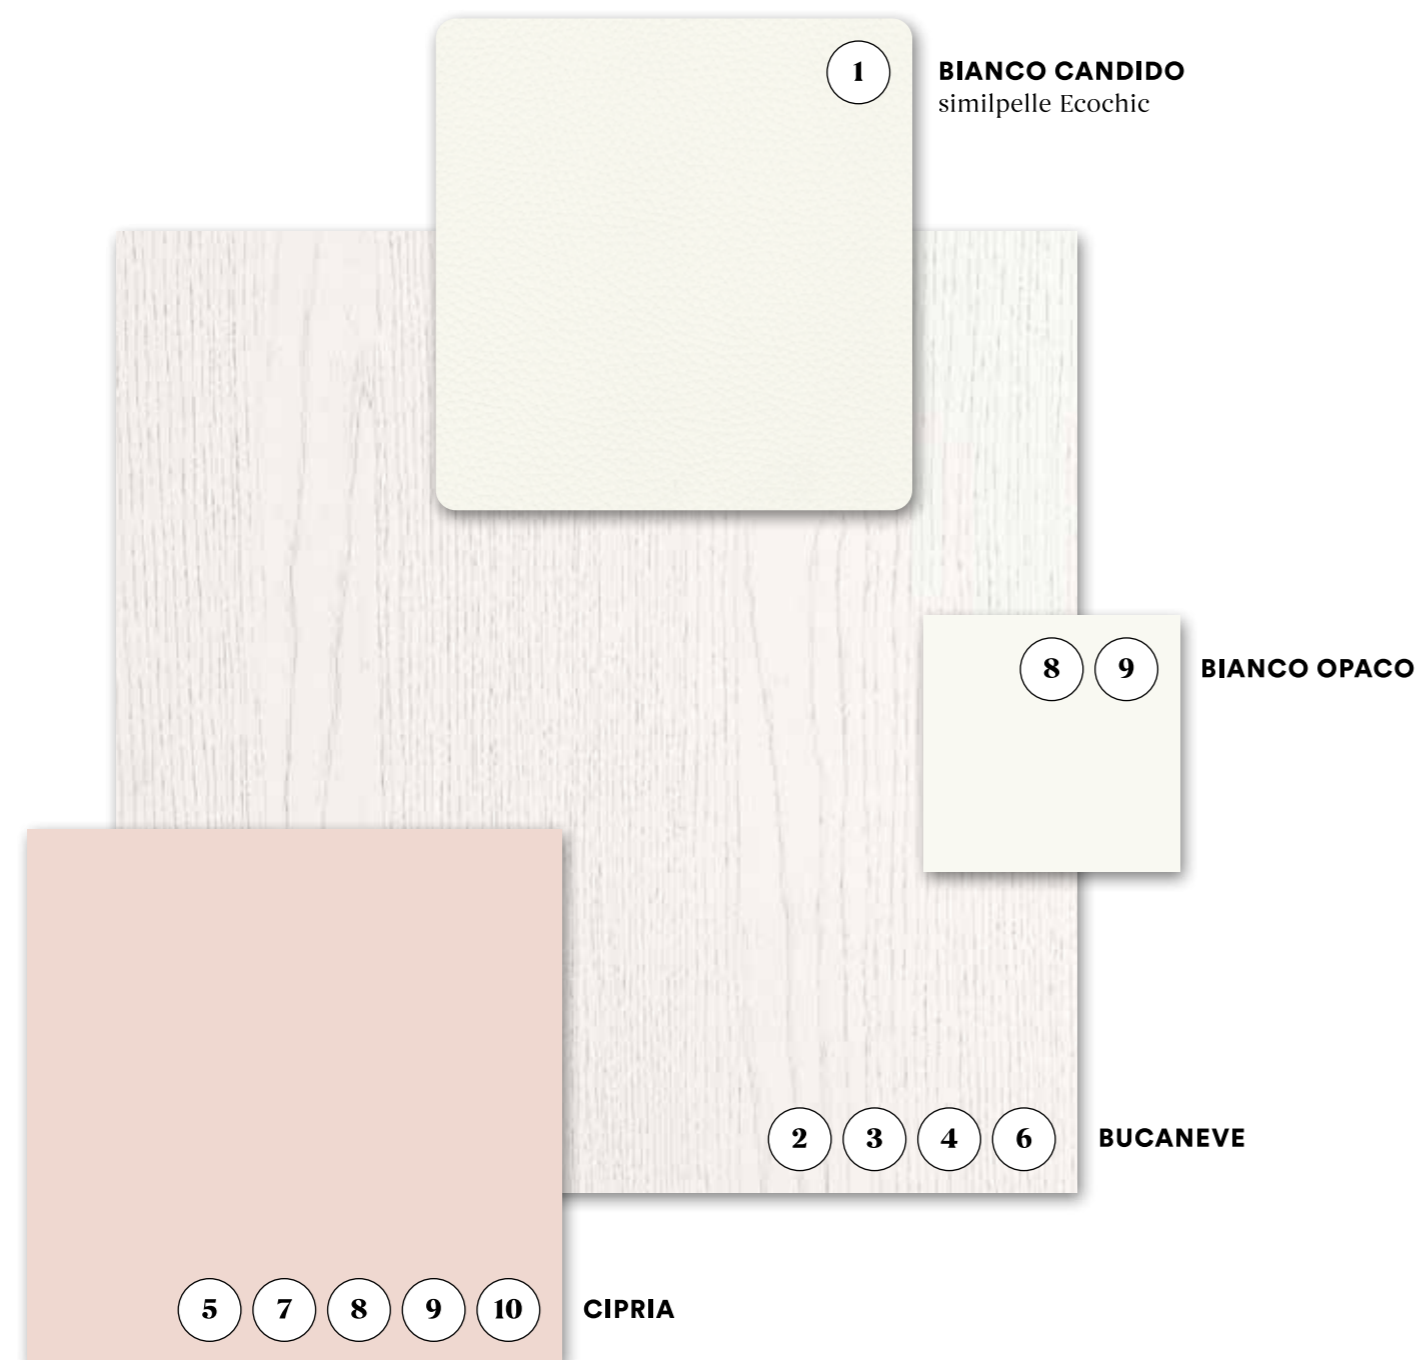 1
BIANCO CANDIDO
similpelle Ecochic
8 9
BIANCO OPACO
2 3 4 6
BUCANEVE
5 7 8 9 10
CIPRIA